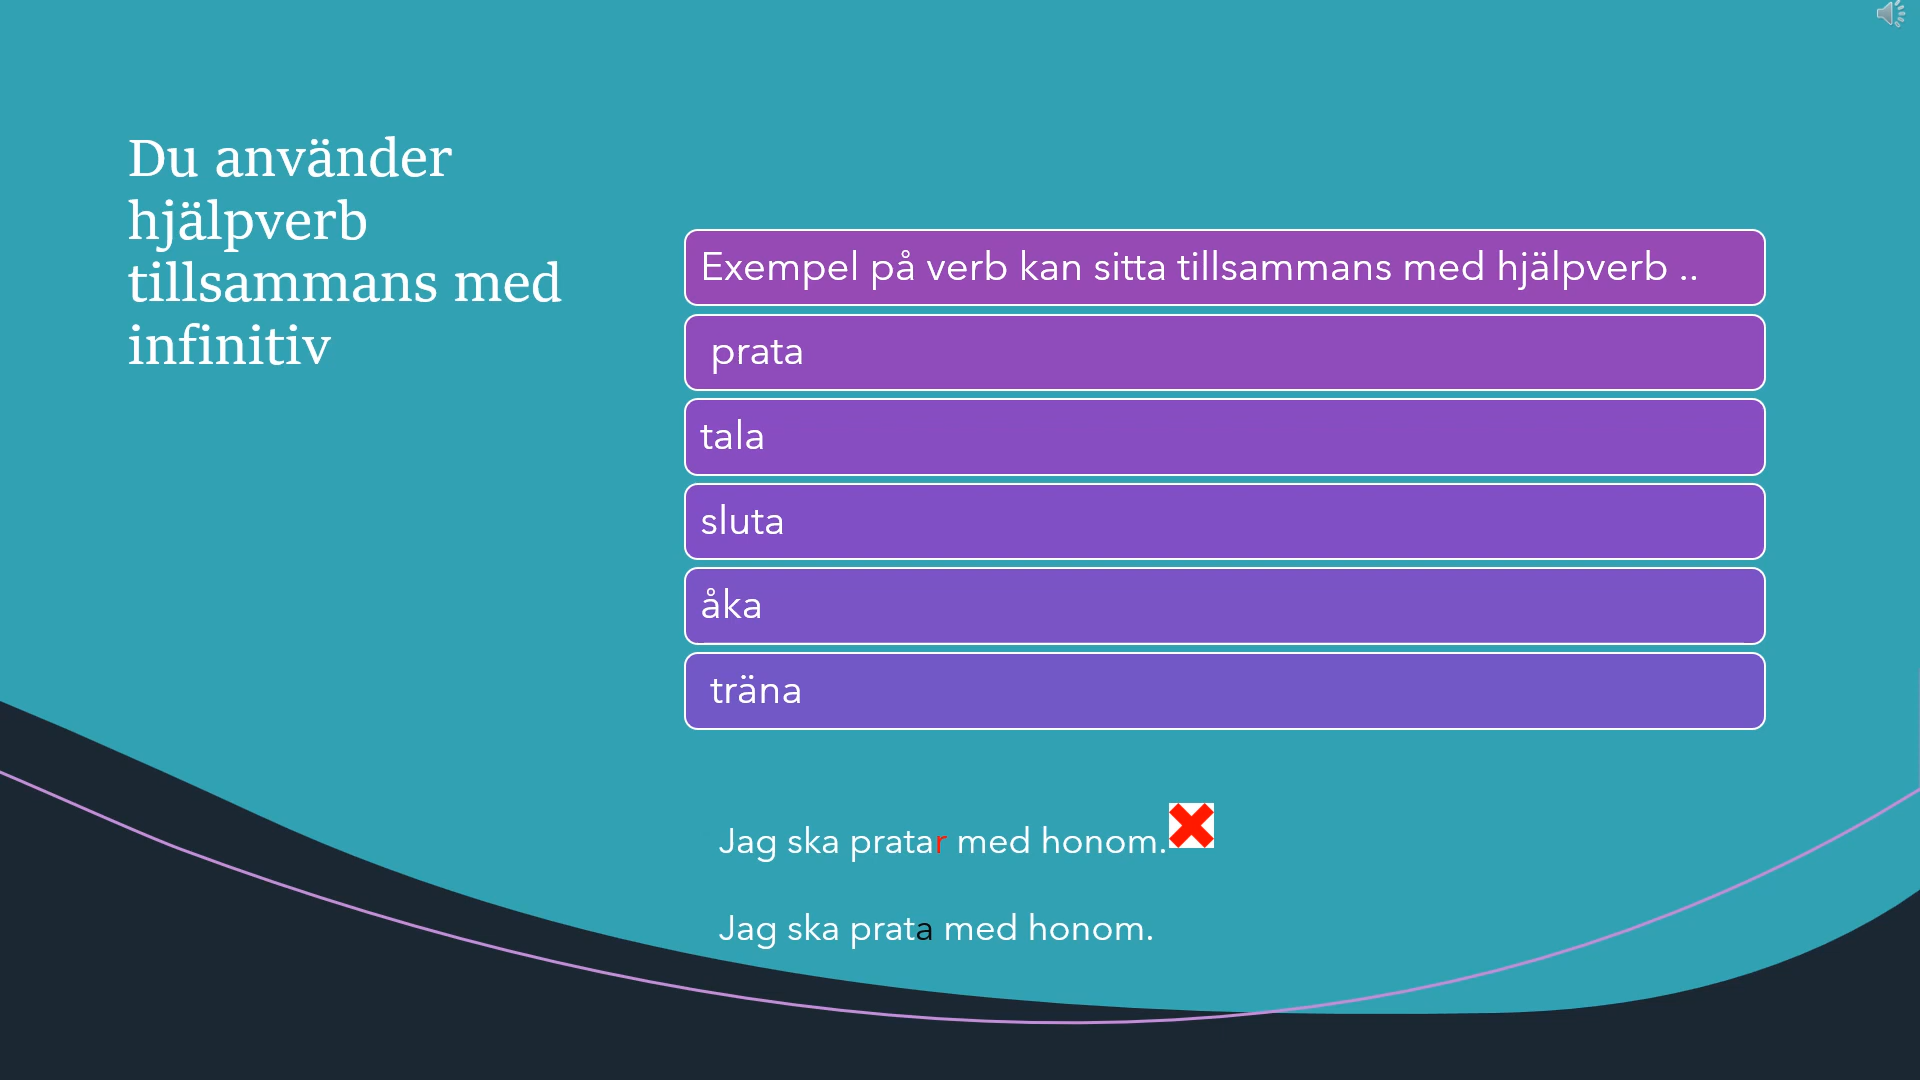 Du använder
hjälpverb
tillsammans med
infinitiv
Exempel på verb kan sitta tillsammans med hjälpverb ..
prata
tala
sluta
åka
träna
Jag ska pratar med honom.
Jag ska prata med honom.